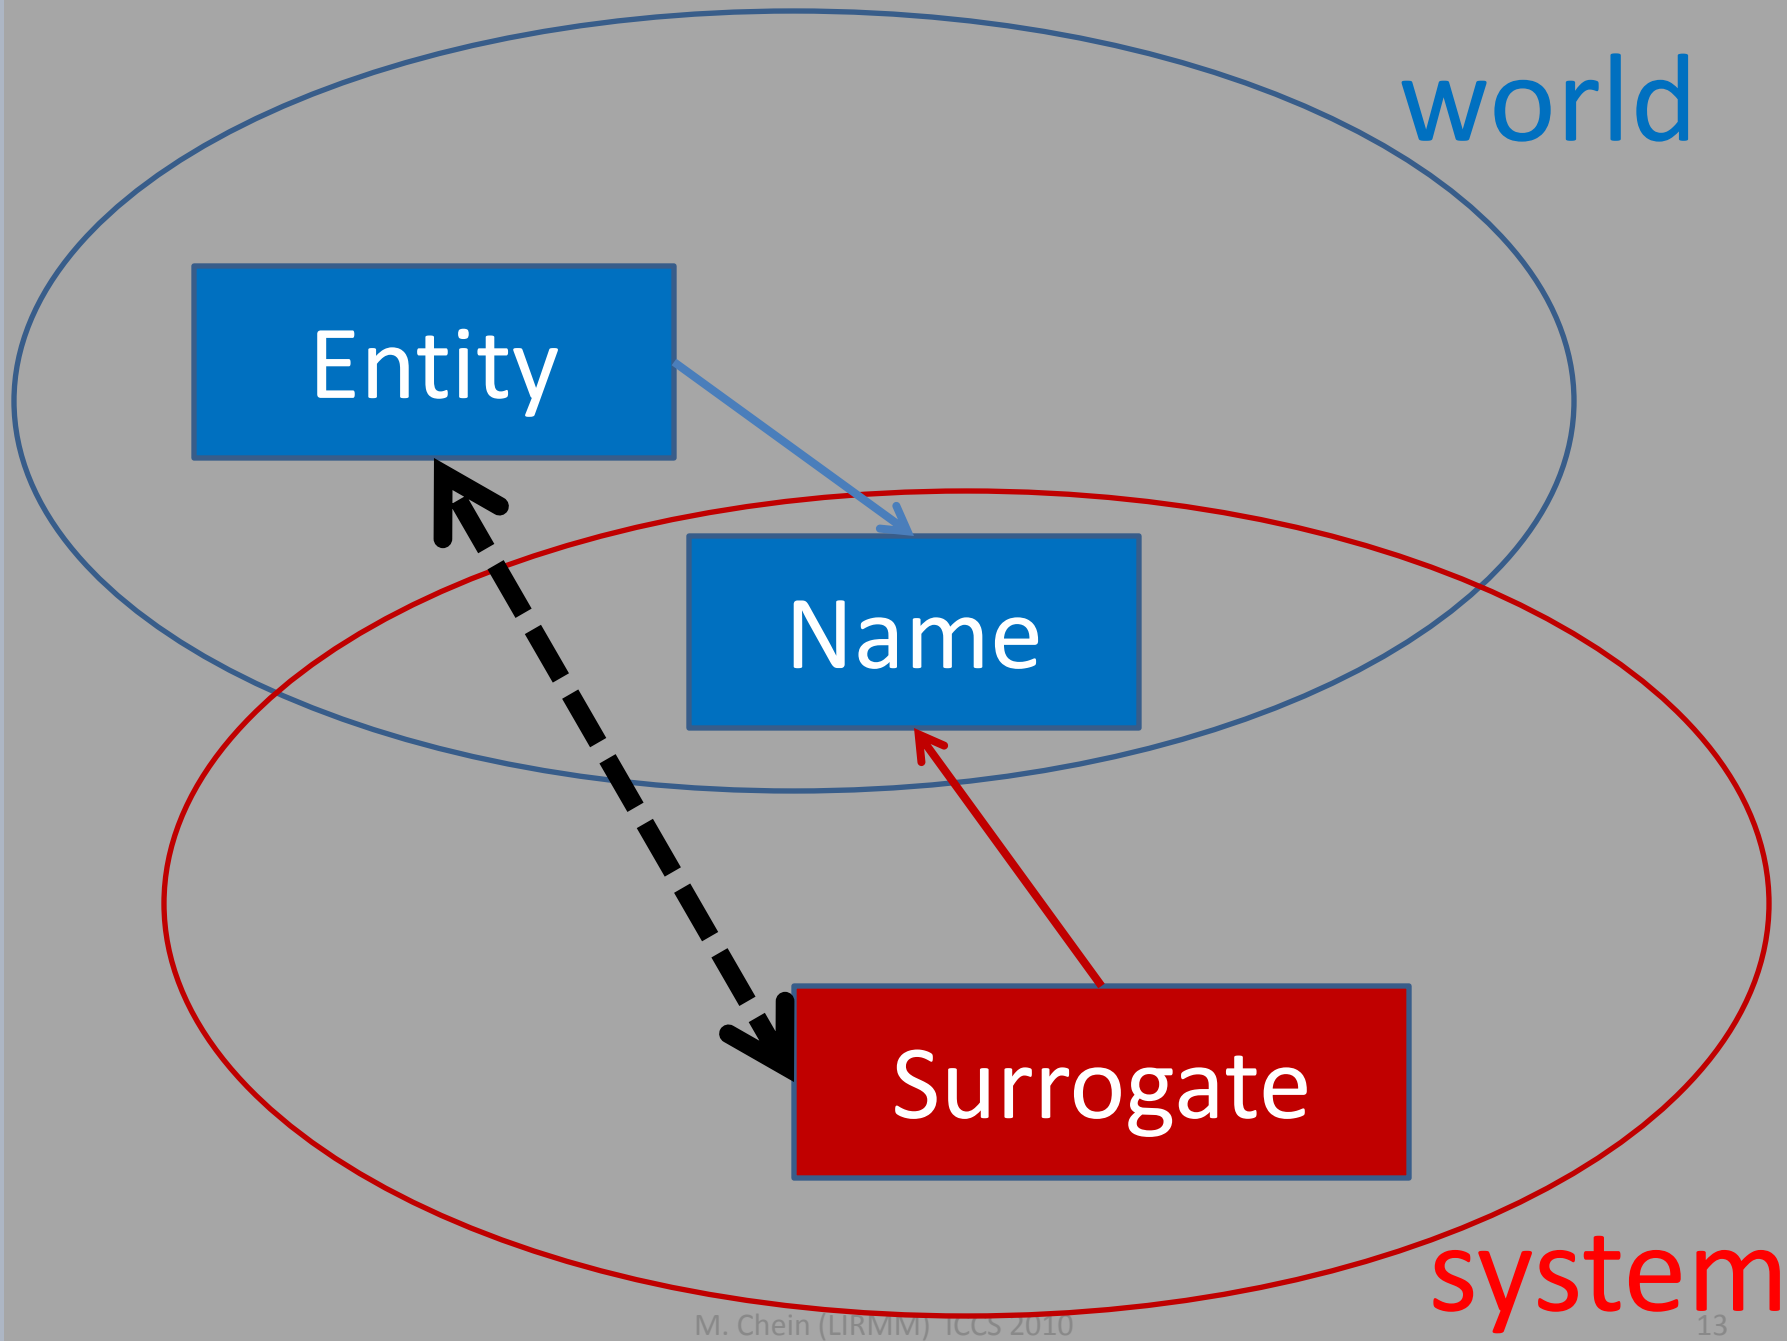 world
Entity
Name
Surrogate
system
M. Chein (LIRMM) ICCS 2010
13